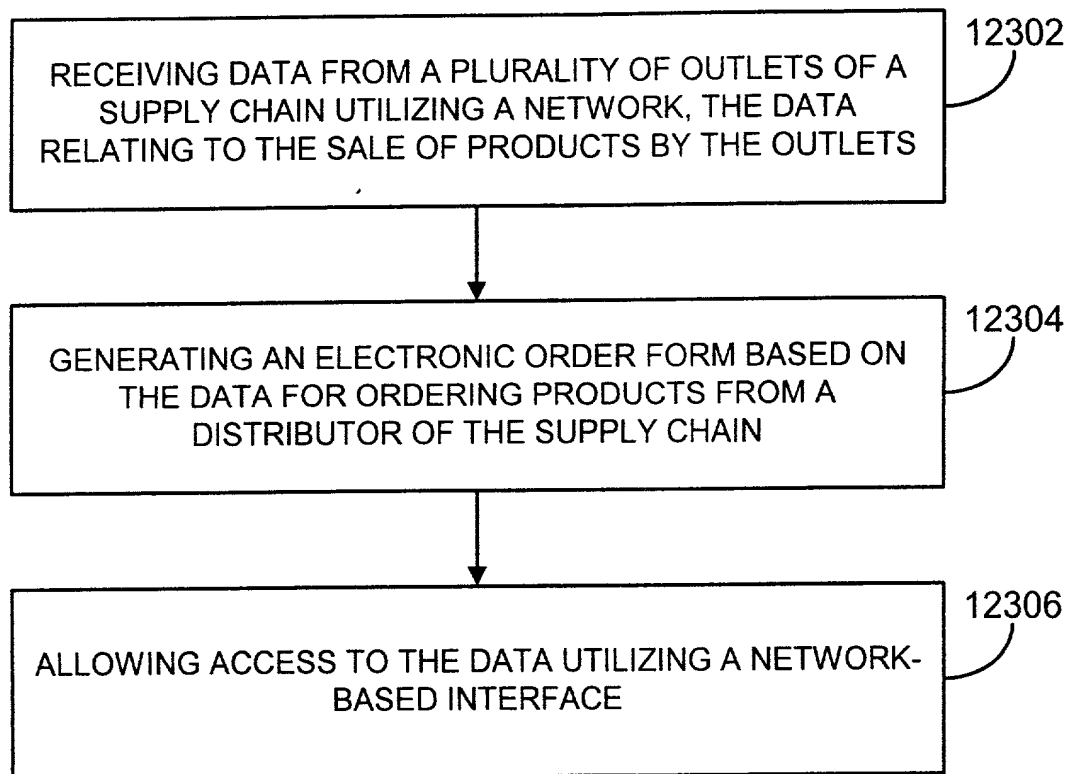 12302
RECEIVING DATA FROM A PLURALITY OF OUTLETS OF A
SUPPLY CHAIN UTILIZING A NETWORK, THE DATA
RELATING TO THE SALE OF PRODUCTS BY THE OUTLETS
12304
GENERATING AN ELECTRONIC ORDER FORM BASED ON
THE DATA FOR ORDERING PRODUCTS FROM A
DISTRIBUTOR OF THE SUPPLY CHAIN
12306
ALLOWING ACCESS TO THE DATA UTILIZING A NETWORK-
BASED INTERFACE